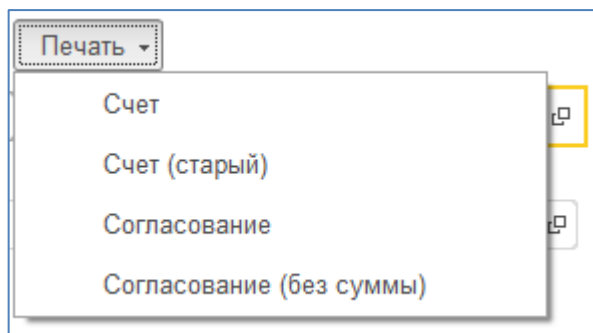 Печать
Счет
Счет (старый)
Согласование
Согласование (без суммы)